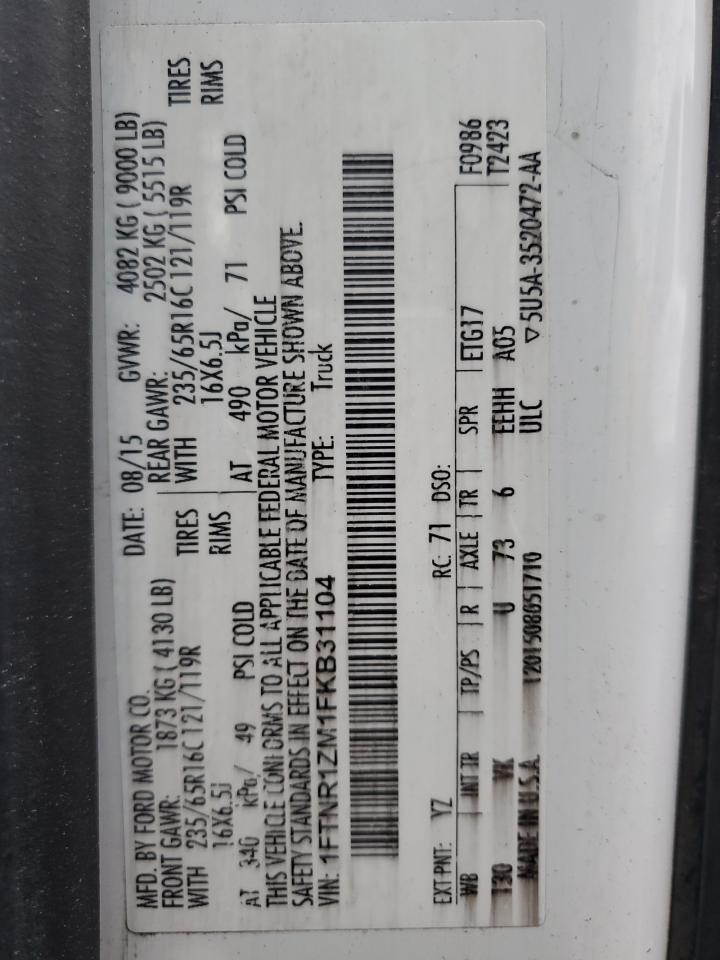 MFD. BY FORD MOTOR CO. DATE: 08/15 GVWR: 4082 KG ( 9000 LB)
FRONT GAWR: 1873 KG ( 4130 LB) REAR GAWR: 2502 KG ( 5515 LB)
WITH 235/65R16C 121/119R TIRES WITH 235/65R16C 121/119R TIRES
16X6.5J RIMS 16X6.5J RIMS
AT 340 kPa/ 49 PSI COLD AT 490 kPa/ 71 PSI COLD
THIS VEHICLE CONFORMS TO ALL APPLICABLE FEDERAL MOTOR VEHICLE
SAFETY STANDARDS IN EFFECT ON THE DATE OF MANUFACTURE SHOWN ABOVE.
VIN: 1FTNR1ZM1FKB31104 TYPE: Truck
EXT PNT: YZ RC: 71 DSO: F0986
WB INT TR TP/PS R AXLE TR SPR ETG17 T2423
130 VK U 73 6 EEHH A05
MADE IN U.S.A. ULC ▽5U5A-3520472-AA